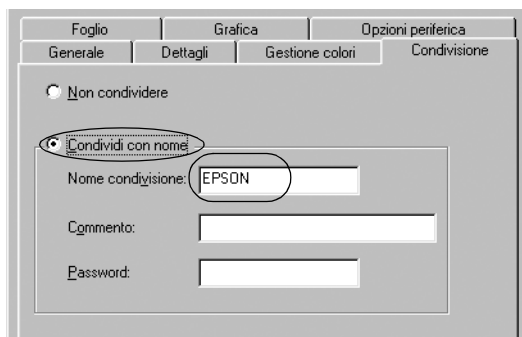 Foglio Grafica Opzioni periferica
Generale Dettagli Gestione colori Condivisione
Non condividere
Condividi con nome
Nome condivisione: EPSON
Commento:
Password: